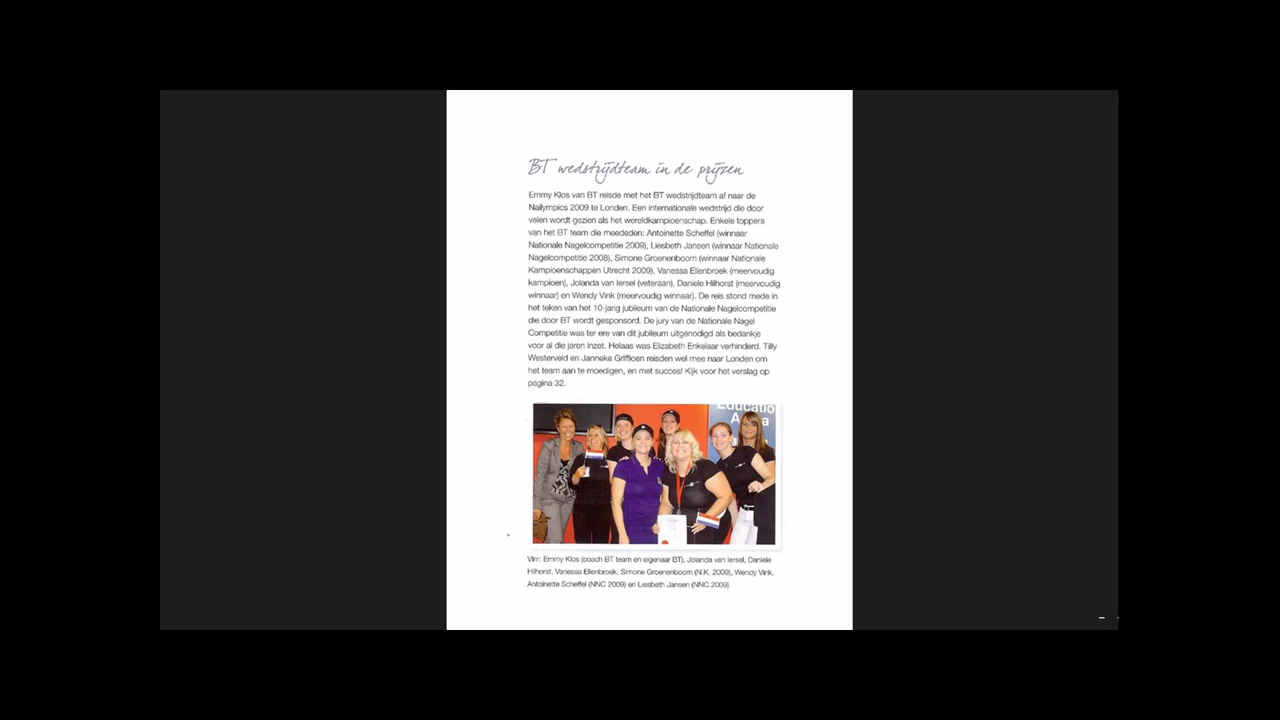 BT wedstrijdteam in de prijzen
Emmy Klos van BT reisde met het BT wedstrijdteam af naar de
Nailympics 2009 te Londen. Een internationale wedstrijd die door
velen wordt gezien als het wereldkampioenschap. Enkele toppers
van het BT team die meededen: Antoinette Scheffel (winnaar
Nationale Nagelcompetitie 2009), Liesbeth Jansen (winnaar Nationale
Nagelcompetitie 2008), Simone Groenenboom (winnaar Nationale
Kampioenschappen Utrecht 2009), Vanessa Ellenbroek (meervoudig
kampioen), Jolanda van Iersel (veteraan), Daniele Hilhorst (meervoudig
winnaar) en Wendy Vink (meervoudig winnaar). De reis stond mede in
het teken van het 10-jarig jubileum van de Nationale Nagelcompetitie
die door BT wordt gesponsord. De jury van de Nationale Nagel
Competitie was ter ere van dit jubileum uitgenodigd als bedankje
voor al die jaren inzet. Helaas was Elizabeth Enkelaar verhinderd. Tilly
Westerveld en Janneke Griffioen reisden wel mee naar Londen om
het team aan te moedigen, en met succes! Kijk voor het verslag op
pagina 32.
Educatio
Vlnr: Emmy Klos (coach BT team en eigenaar BT), Jolanda van Iersel, Daniele
Hilhorst, Vanessa Ellenbroek, Simone Groenenboom (N.K. 2009), Wendy Vink,
Antoinette Scheffel (NNC 2009) en Liesbeth Jansen (NNC 2009)